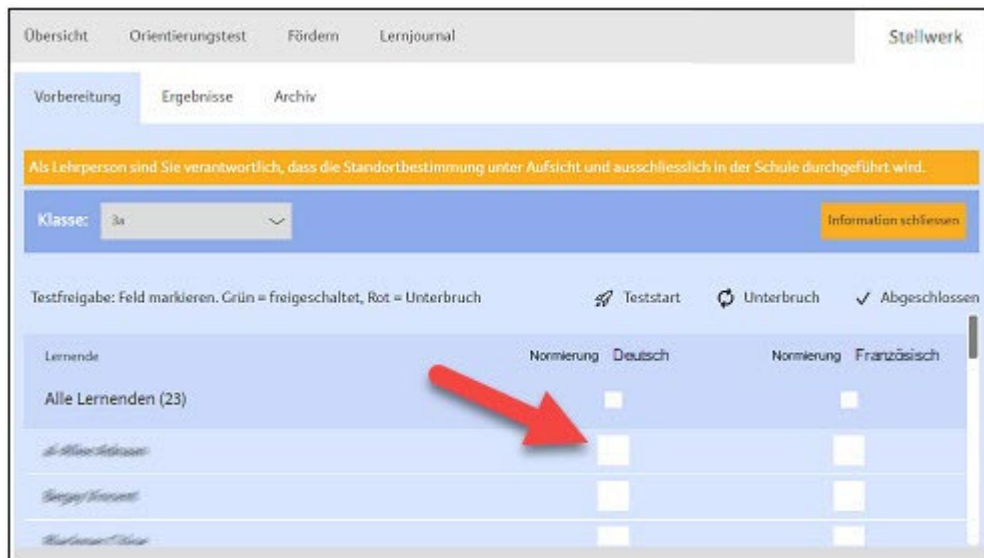 Übersicht Orientierungstest Fördern Lernjournal Stellwerk
Vorbereitung Ergebnisse Archiv
Als Lehrperson sind Sie verantwortlich, dass die Standortbestimmung unter Aufsicht und ausschliesslich in der Schule durchgeführt wird.
Klasse: 3a Information schliessen
Testfreigabe: Feld markieren. Grün = freigeschaltet, Rot = Unterbruch Teststart Unterbruch Abgeschlossen
Lernende Normierung Deutsch Normierung Französisch
Alle Lernenden (23)